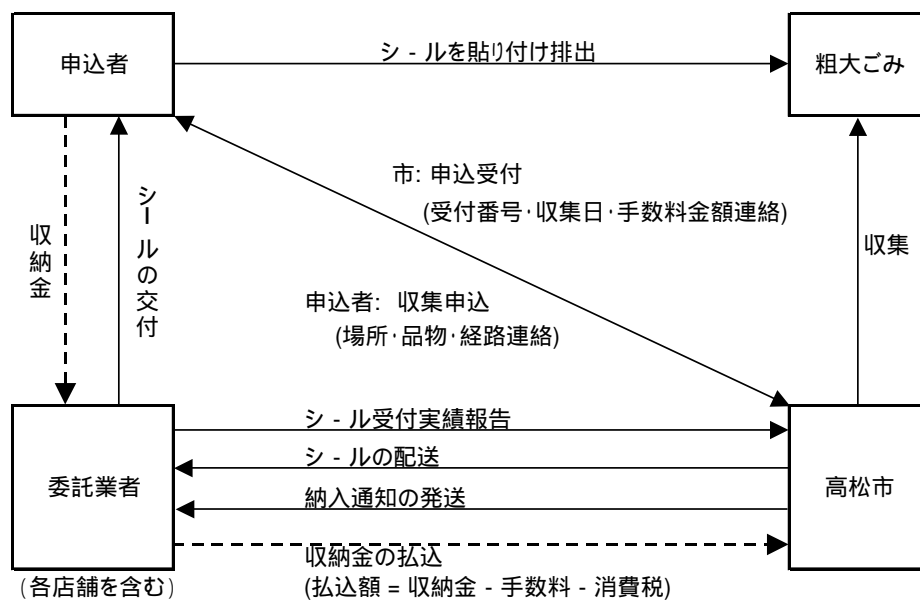 申込者
シ - ルを貼り付け排出
粗大ごみ
市: 申込受付
(受付番号･収集日･手数料金額連絡)
収納金
シールの交付
収集
申込者: 収集申込
(場所･品物･経路連絡)
委託業者
シ - ル受付実績報告
シ - ルの配送
納入通知の発送
高松市
収納金の払込
(払込額 = 収納金 - 手数料 - 消費税)
(各店舗を含む)